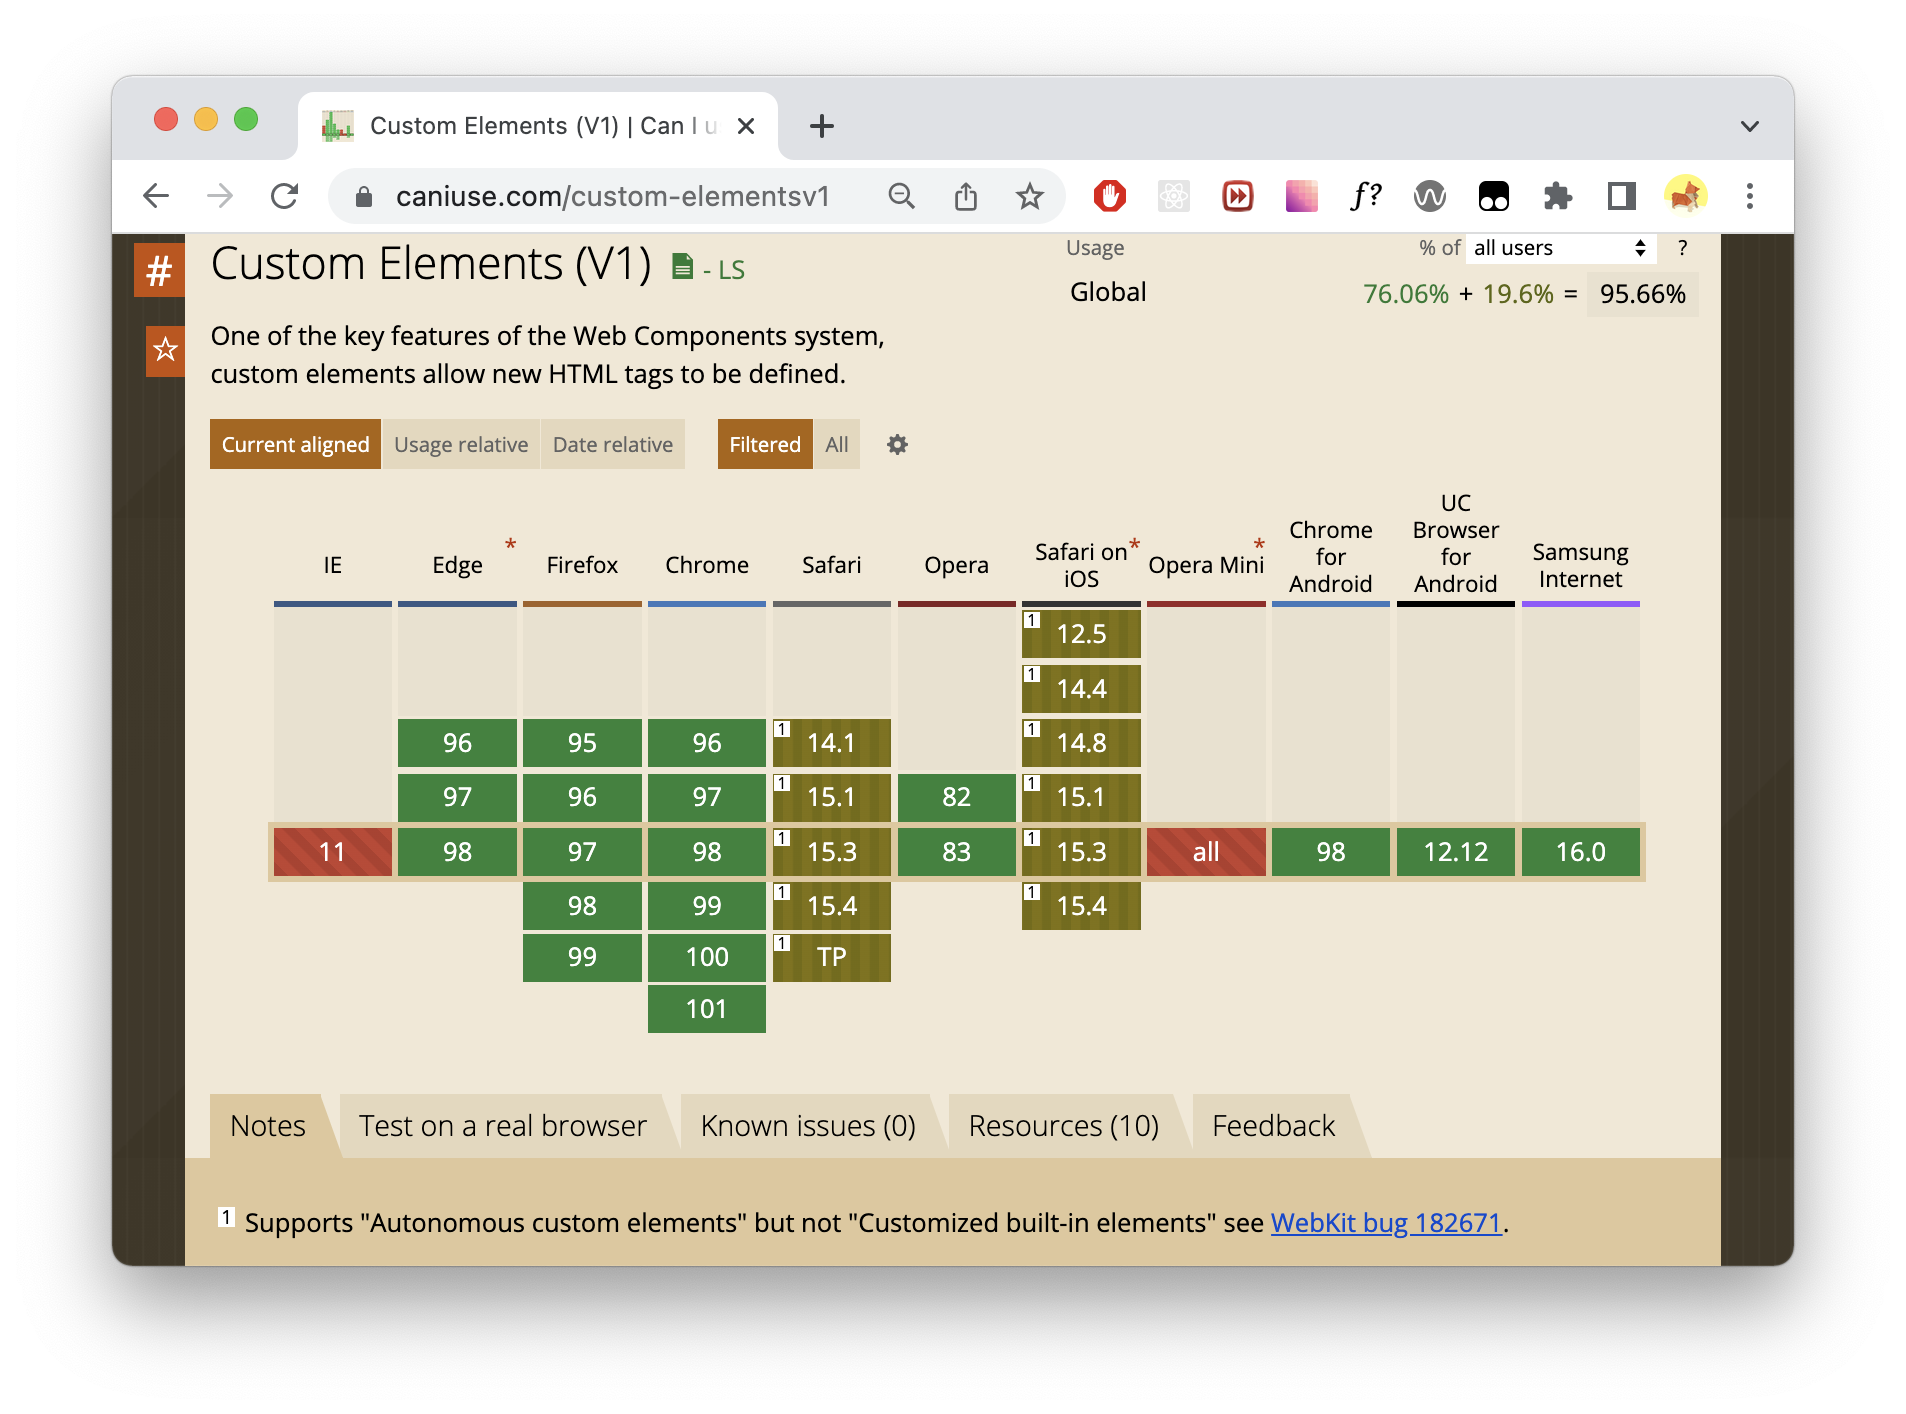 Custom Elements (V1) | Can I u
caniuse.com/custom-elementsv1
f?
#
Custom Elements (V1) - LS
Usage % of all users ?
Global 76.06% + 19.6% = 95.66%
One of the key features of the Web Components system,
custom elements allow new HTML tags to be defined.
Current aligned Usage relative Date relative Filtered All
IE Edge * Firefox Chrome Safari Opera Safari on iOS * Opera Mini * Chrome for Android UC Browser for Android Samsung Internet
1 12.5
1 14.4
96 95 96 1 14.1 1 14.8
97 96 97 1 15.1 82 1 15.1
11 98 97 98 1 15.3 83 1 15.3 all 98 12.12 16.0
98 99 1 15.4 1 15.4
99 100 1 TP
101
Notes Test on a real browser Known issues (0) Resources (10) Feedback
1 Supports "Autonomous custom elements" but not "Customized built-in elements" see WebKit bug 182671.